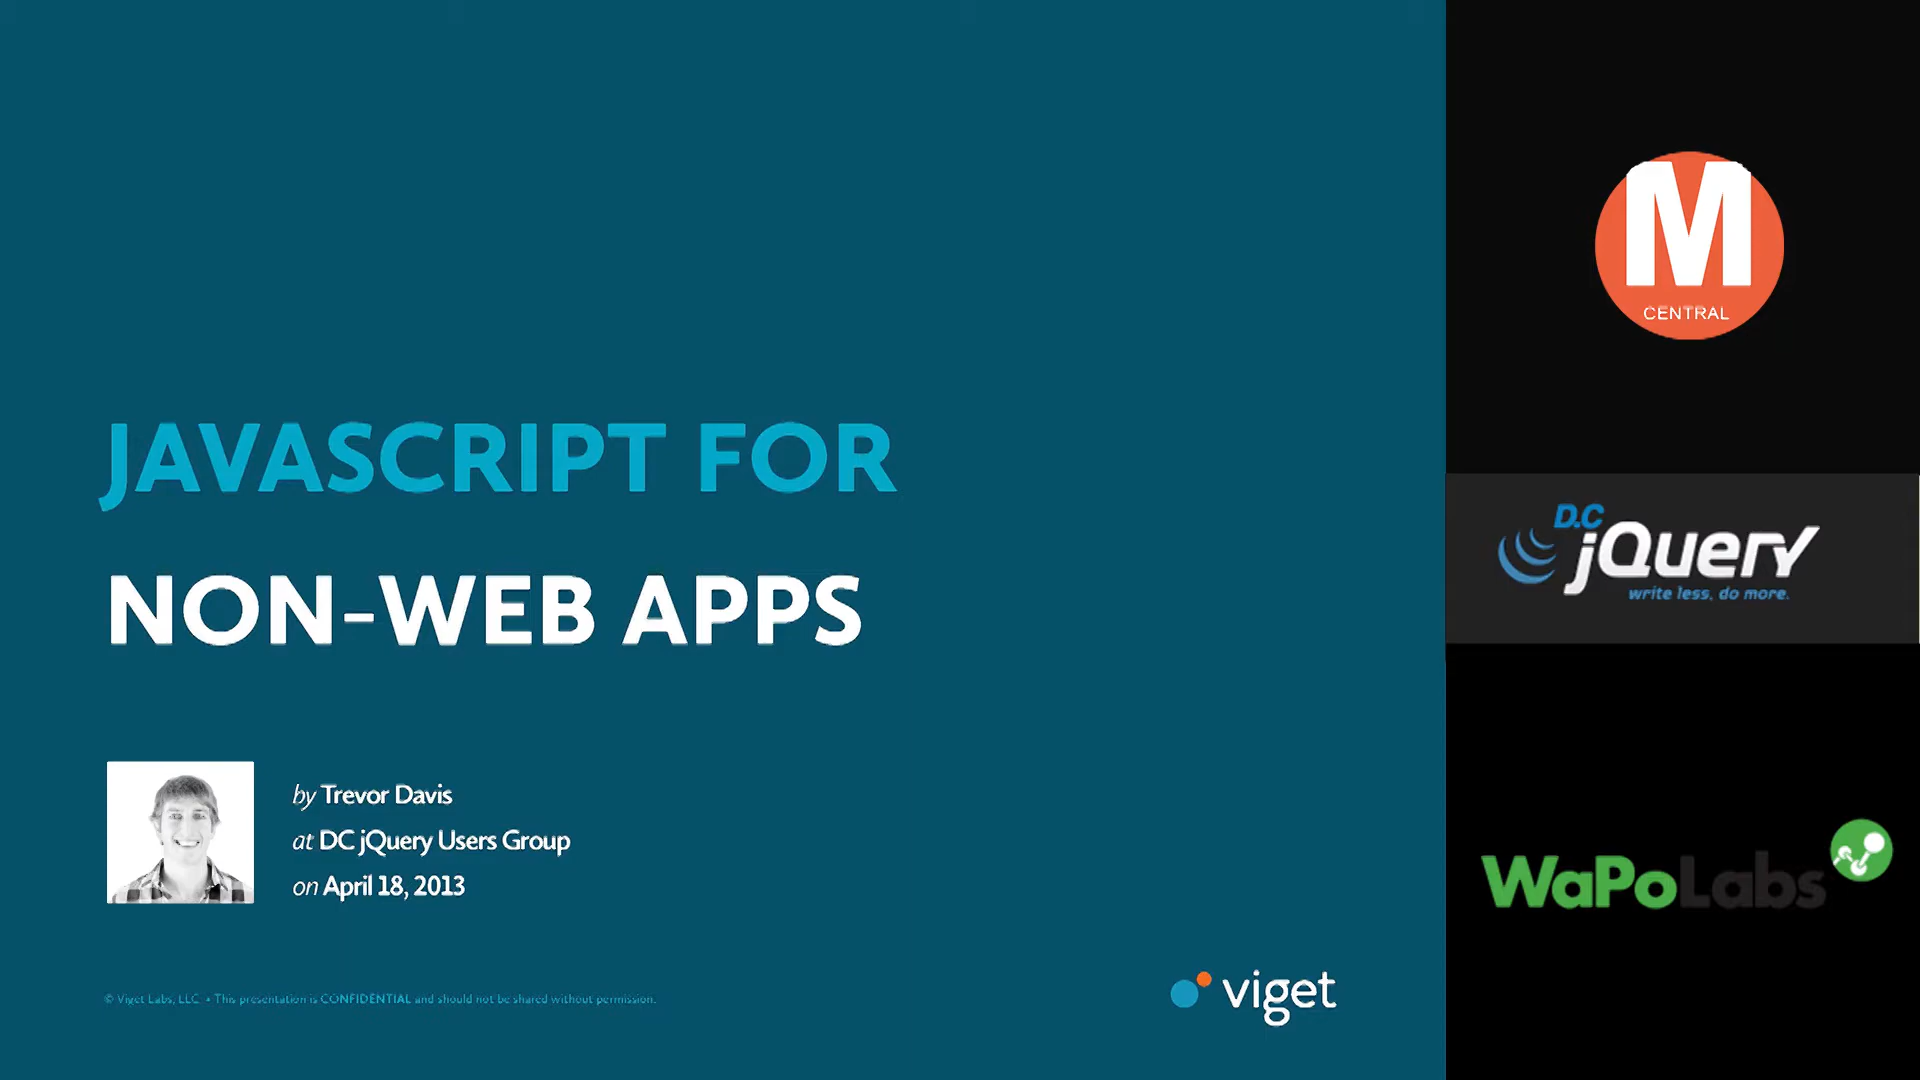 JAVASCRIPT FOR
NON-WEB APPS
by Trevor Davis
at DC jQuery Users Group
on April 18, 2013
© Viget Labs, LLC • This presentation is CONFIDENTIAL and should not be shared without permission.
viget
M
CENTRAL
D.C
jQuery
write less, do more.
WaPoLabs